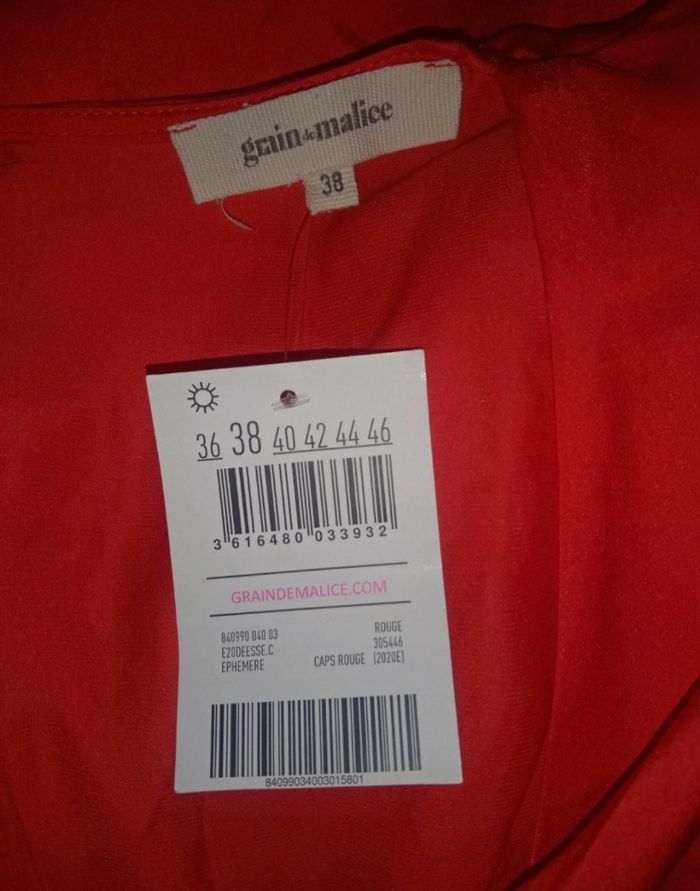 grain de malice
38
36 38 40 42 44 46
3 616480 033932
GRAINDEMALICE.COM
840990 040 03 ROUGE
E20DEESSE.C 305446
EPHEMERE CAPS ROUGE (2020E)
84099034003015801